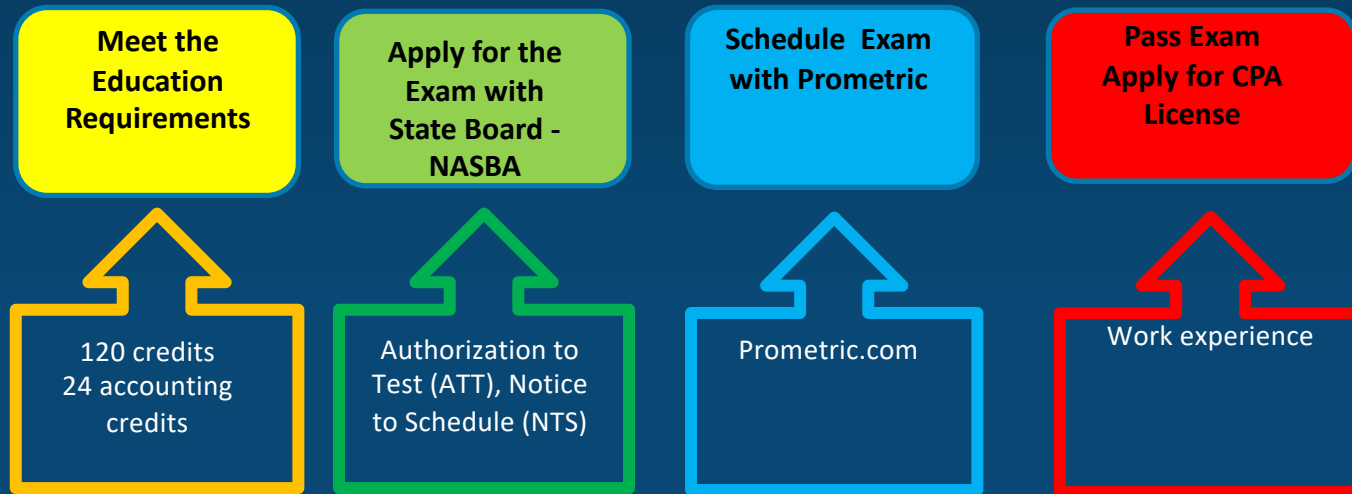 Meet the
Education
Requirements
Apply for the
Exam with
State Board -
NASBA
Schedule Exam
with Prometric
Pass Exam
Apply for CPA
License
120 credits
24 accounting
credits
Authorization to
Test (ATT), Notice
to Schedule (NTS)
Prometric.com
Work experience